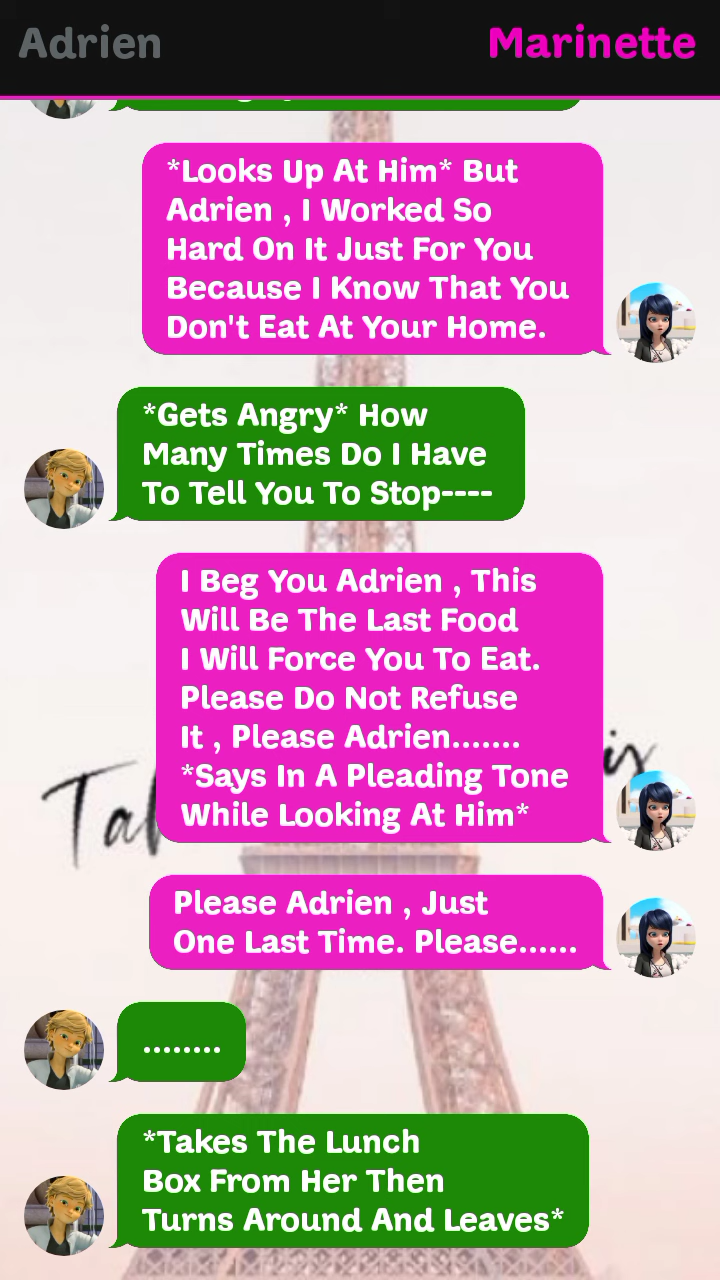 Adrien
Marinette
*Looks Up At Him* But
Adrien , I Worked So
Hard On It Just For You
Because I Know That You
Don't Eat At Your Home.
*Gets Angry* How
Many Times Do I Have
To Tell You To Stop----
I Beg You Adrien , This
Will Be The Last Food
I Will Force You To Eat.
Please Do Not Refuse
It , Please Adrien.......
*Says In A Pleading Tone
While Looking At Him*
Please Adrien , Just
One Last Time. Please......
........
*Takes The Lunch
Box From Her Then
Turns Around And Leaves*